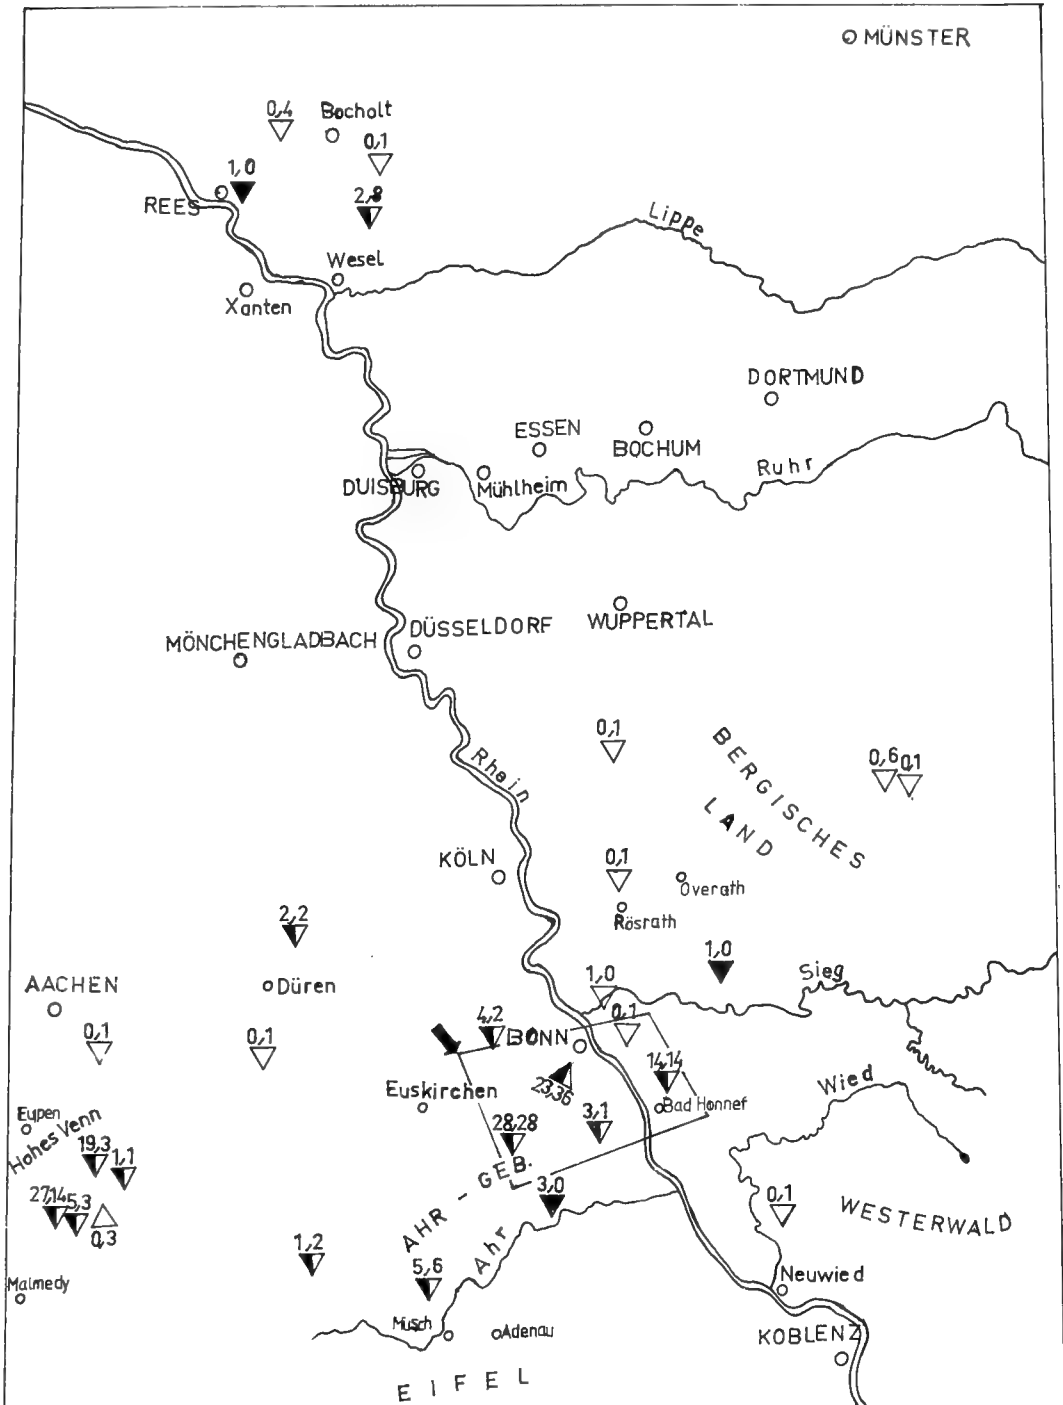 MÜNSTER
0,4
Bocholt
0,1
1,0
REES
2,8
Lippe
Wesel
Xanten
DORTMUND
ESSEN
BOCHUM
Ruhr
DUISBURG
Mühlheim
WUPPERTAL
DÜSSELDORF
MÖNCHENGLADBACH
0,1
BERGISCHES
LAND
0,6
0,1
Rhein
KÖLN
0,1
Overath
Rösrath
2,2
1,0
Sieg
AACHEN
Düren
1,0
0,1
0,1
4,2
BONN
0,1
14,14
Wied
Euskirchen
23,36
Bad Honnef
Eupen
Hohes Venn
28,28
3,1
19,3
1,1
AHR-GEB.
27,14
5,3
0,3
3,0
0,1
WESTERWALD
Ahr
1,2
5,6
Malmedy
Neuwied
Müsch
Adenau
KOBLENZ
EIFEL